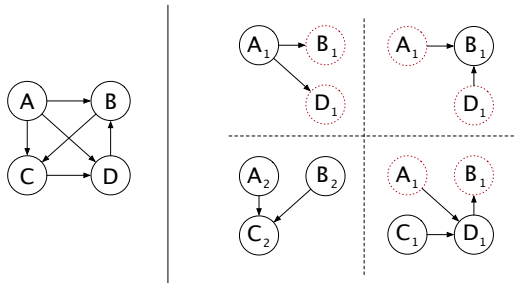 A B
C D
A₁ B₁
D₁
A₁ B₁
D₁
A₂ B₂
C₂
A₁ B₁
C₁ D₁